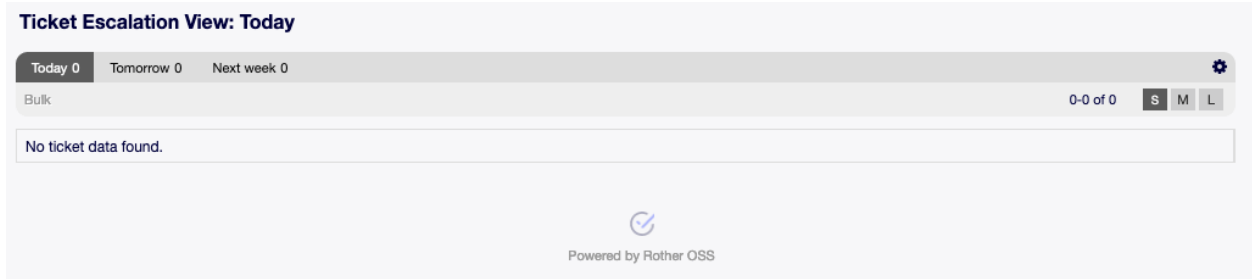 Ticket Escalation View: Today
Today 0 Tomorrow 0 Next week 0
Bulk 0-0 of 0 S M L
No ticket data found.
Powered by Rother OSS